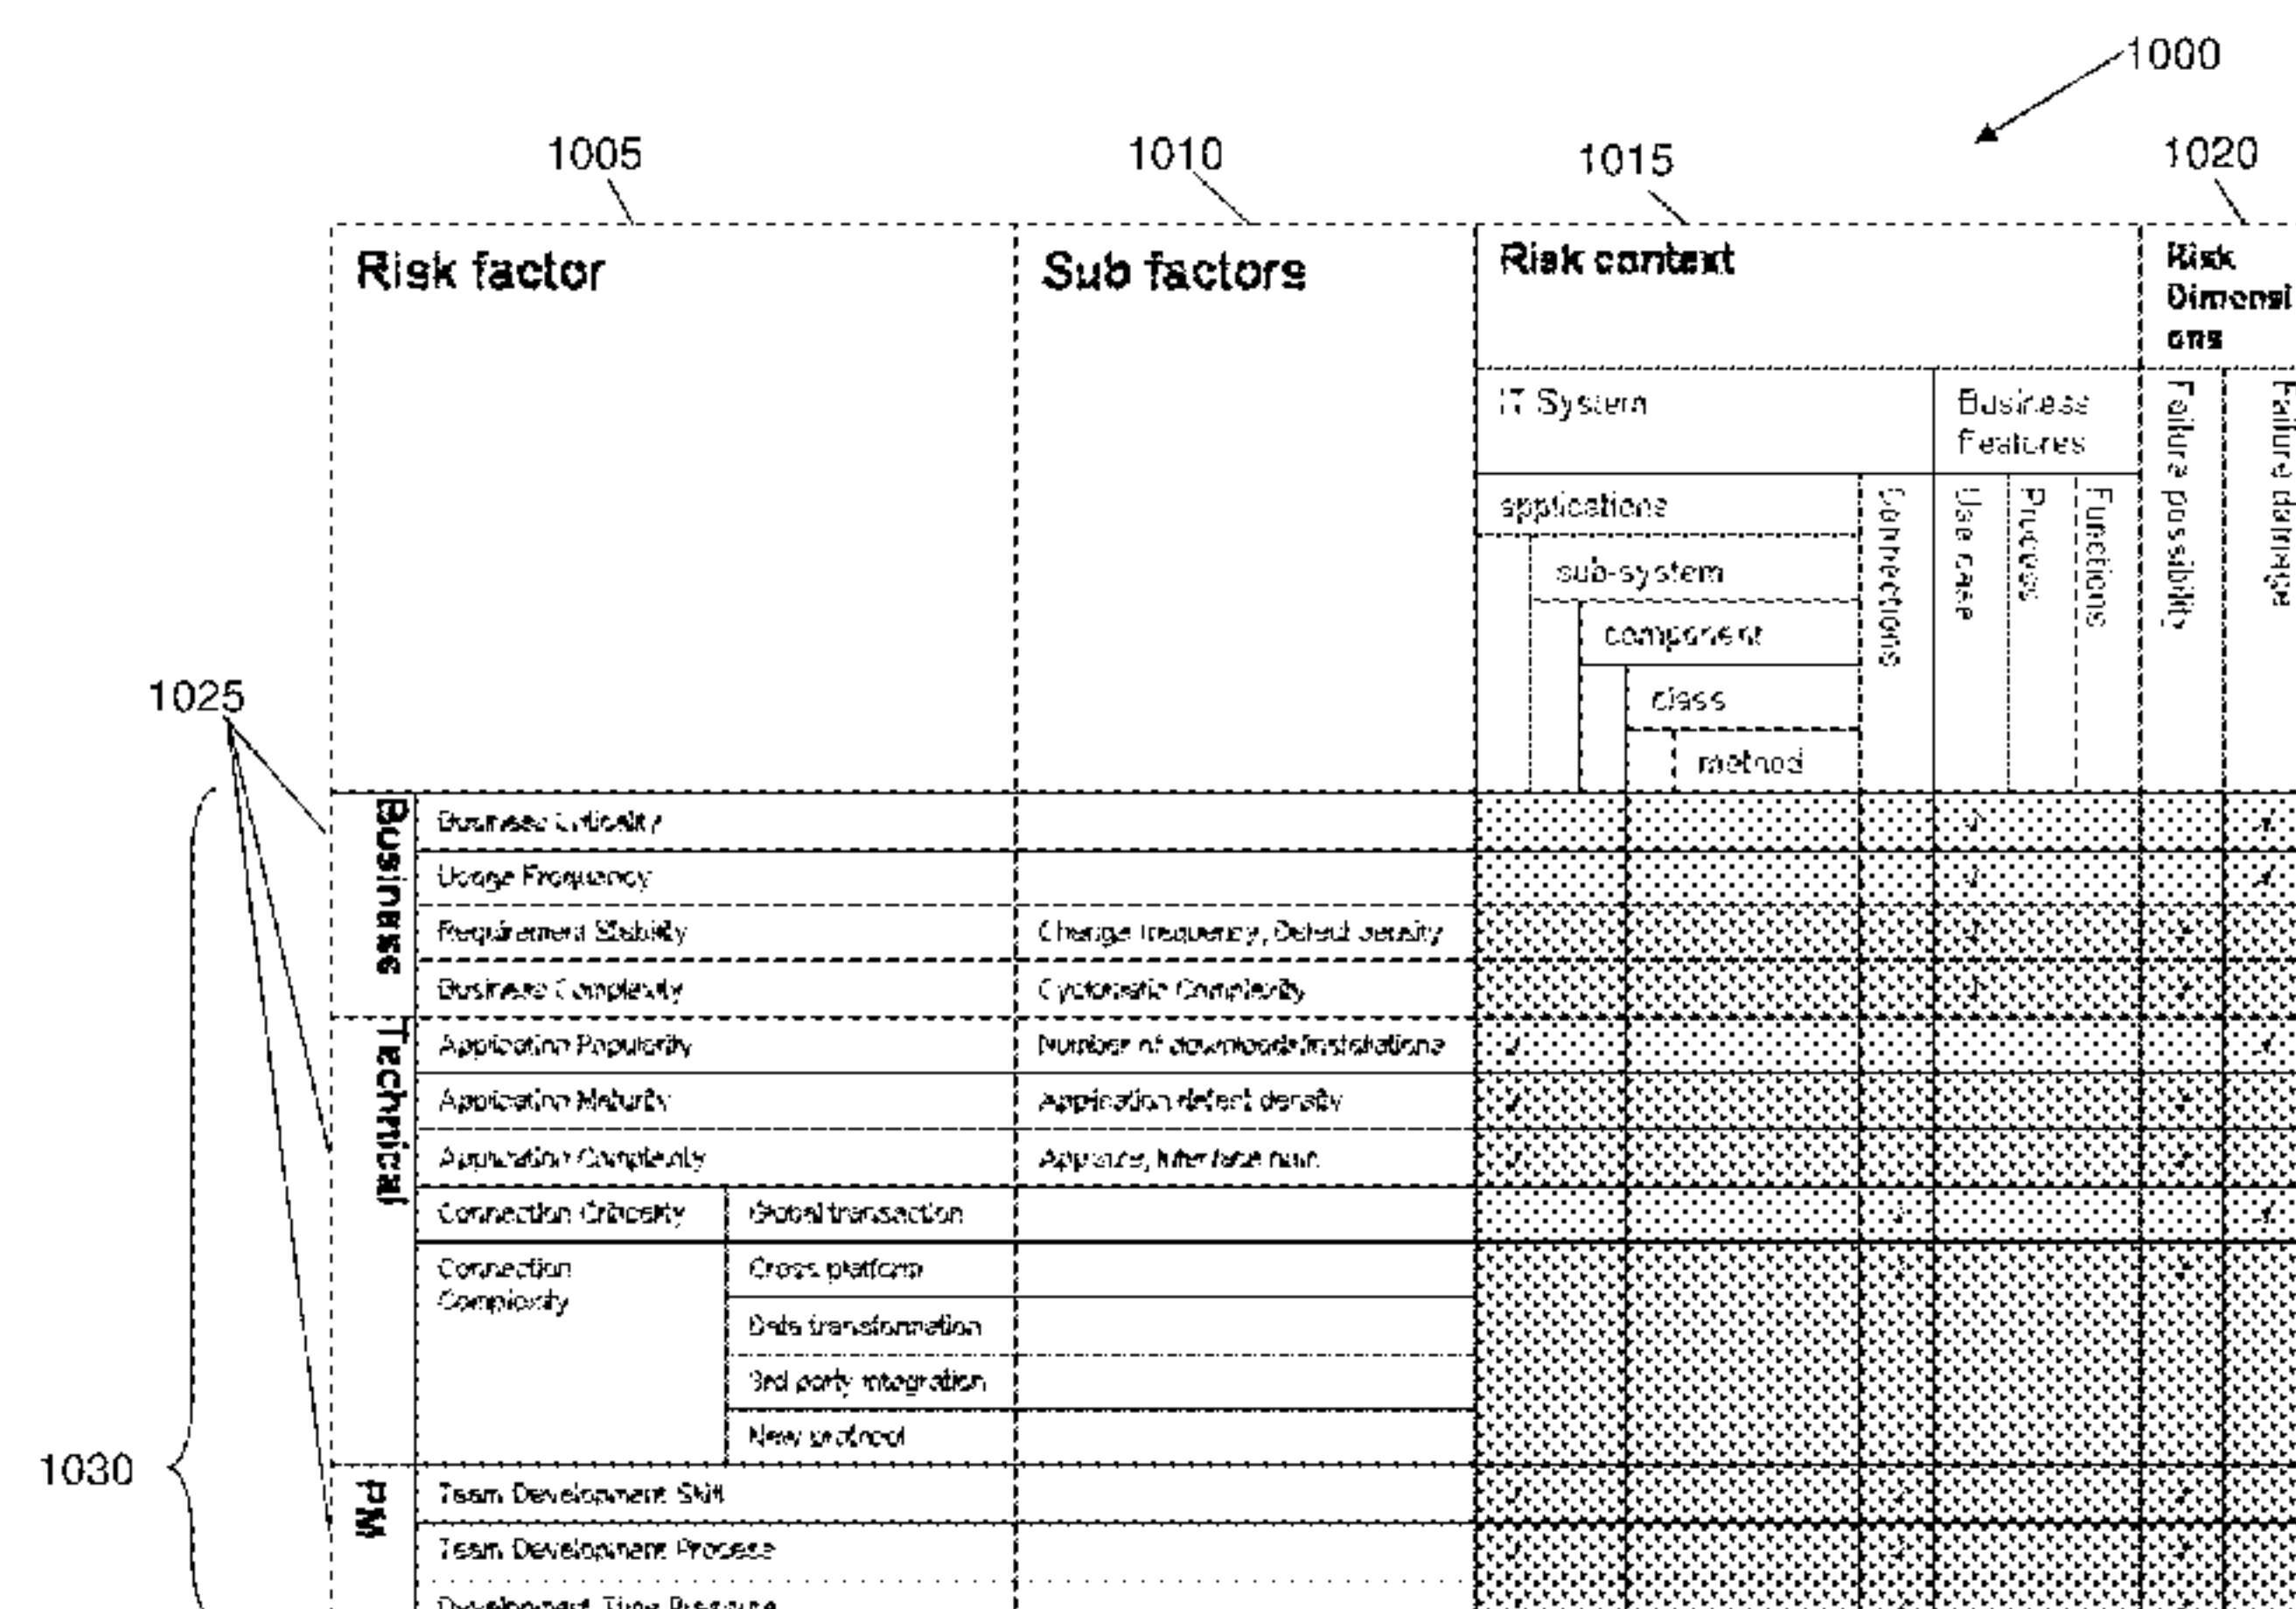 1000
1005
1010
1015
1020
Risk factor
Sub factors
Risk context
Risk
Dimensi
ons
IT System
Business
Features
Failure possibility
Failure damage
applications
Connections
Use case
Process
Functions
sub-system
component
class
method
1025
1030
Business
Business Criticality
Usage Frequency
Requirement Stability
Change frequency, Defect density
Business Complexity
Cyclomatic Complexity
Technical
Application Popularity
Number of downloads/installations
Application Maturity
Application defect density
Application Complexity
App size, Interface num
Connection Criticality
Global transaction
Connection
Complexity
Cross platform
Data transformation
3rd party integration
New protocol
PM
Team Development Skill
Team Development Process
Development Time Pressure